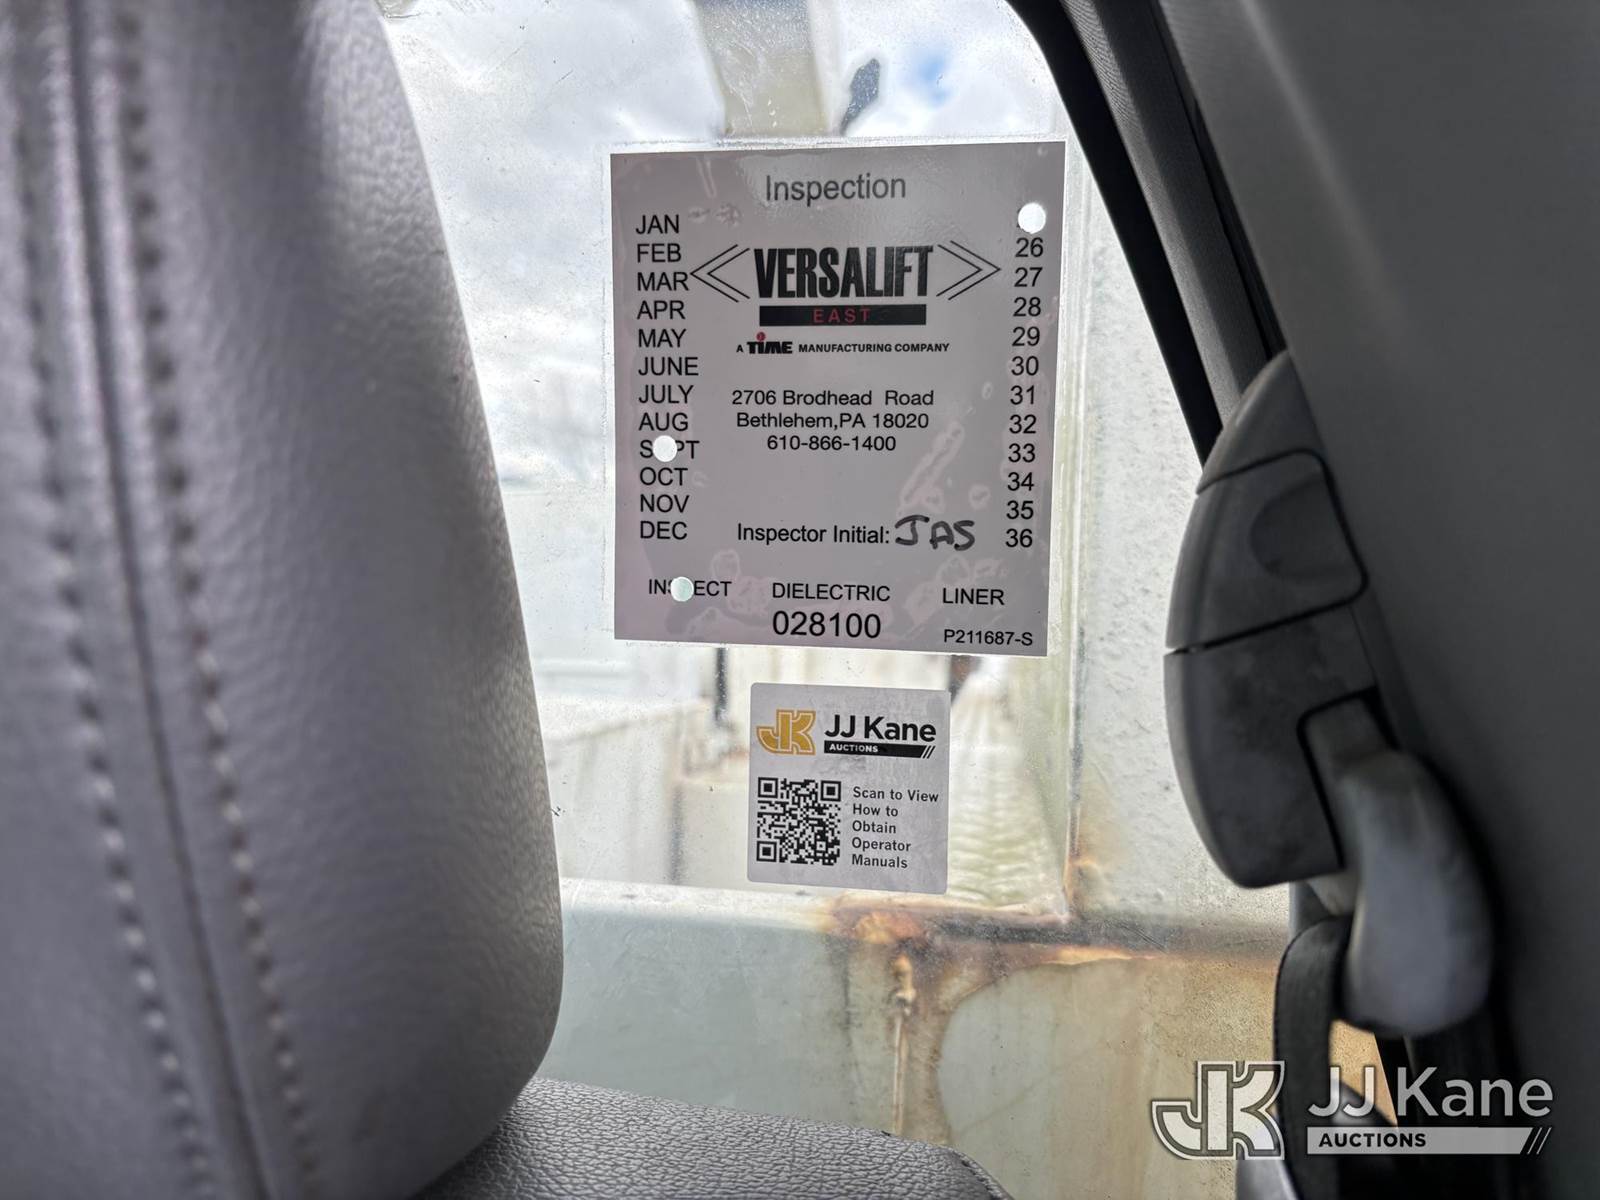 Inspection
JAN
FEB
MAR
APR
MAY
JUNE
JULY
AUG
OCT
NOV
DEC
VERSALIFT
EAST
A TIME MANUFACTURING COMPANY
2706 Brodhead Road
Bethlehem,PA 18020
610-866-1400
Inspector Initial: JAS
26
27
28
29
30
31
32
33
34
35
36
DIELECTRIC LINER
028100 P211687-S
JJ Kane
AUCTIONS
Scan to View
How to
Obtain
Operator
Manuals
JJ Kane
AUCTIONS